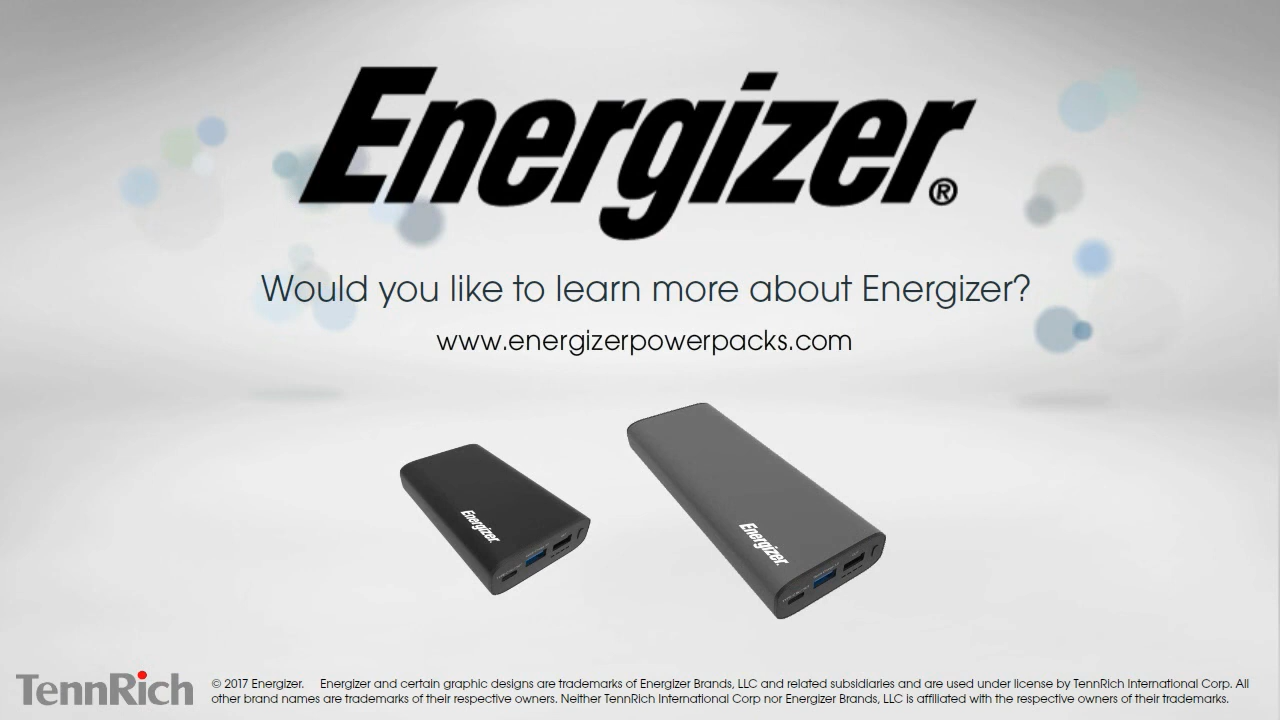 Energizer®
Would you like to learn more about Energizer?
www.energizerpowerpacks.com
Energizer
Energizer
TennRich
© 2017 Energizer. Energizer and certain graphic designs are trademarks of Energizer Brands, LLC and related subsidiaries and are used under license by TennRich International Corp. All
other brand names are trademarks of their respective owners. Neither TennRich International Corp nor Energizer Brands, LLC is affiliated with the respective owners of their trademarks.